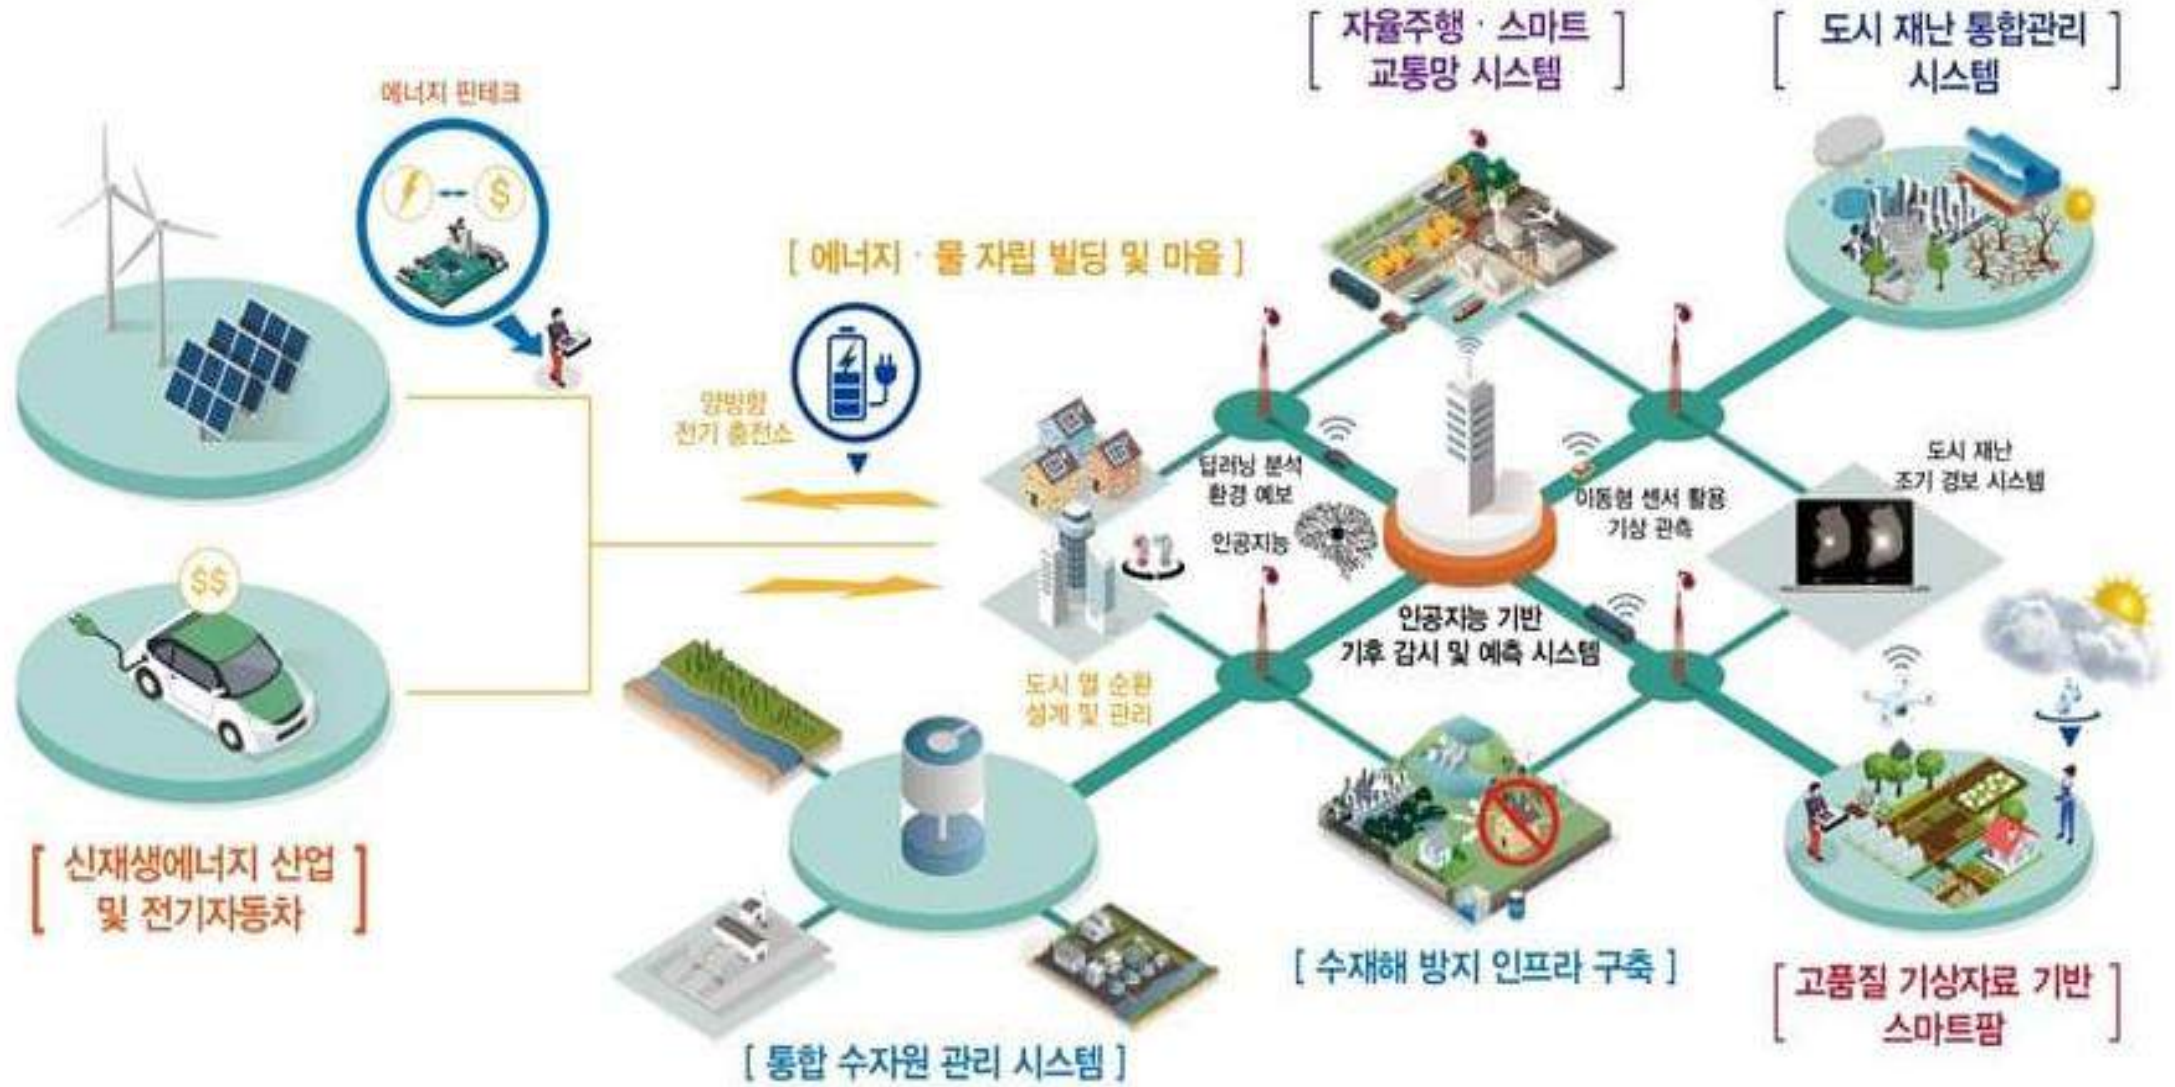 [ 자율주행 · 스마트
교통망 시스템 ]
[ 도시 재난 통합관리
시스템 ]
에너지 핀테크
$
[ 에너지 · 물 자립 빌딩 및 마을 ]
양방향
전기 충전소
딥러닝 분석
환경 예보
인공지능
이동형 센서 활용
기상 관측
도시 재난
조기 경보 시스템
$$
인공지능 기반
기후 감시 및 예측 시스템
도시 열 순환
설계 및 관리
[ 신재생에너지 산업
및 전기자동차 ]
[ 수재해 방지 인프라 구축 ]
[ 고품질 기상자료 기반
스마트팜 ]
[ 통합 수자원 관리 시스템 ]